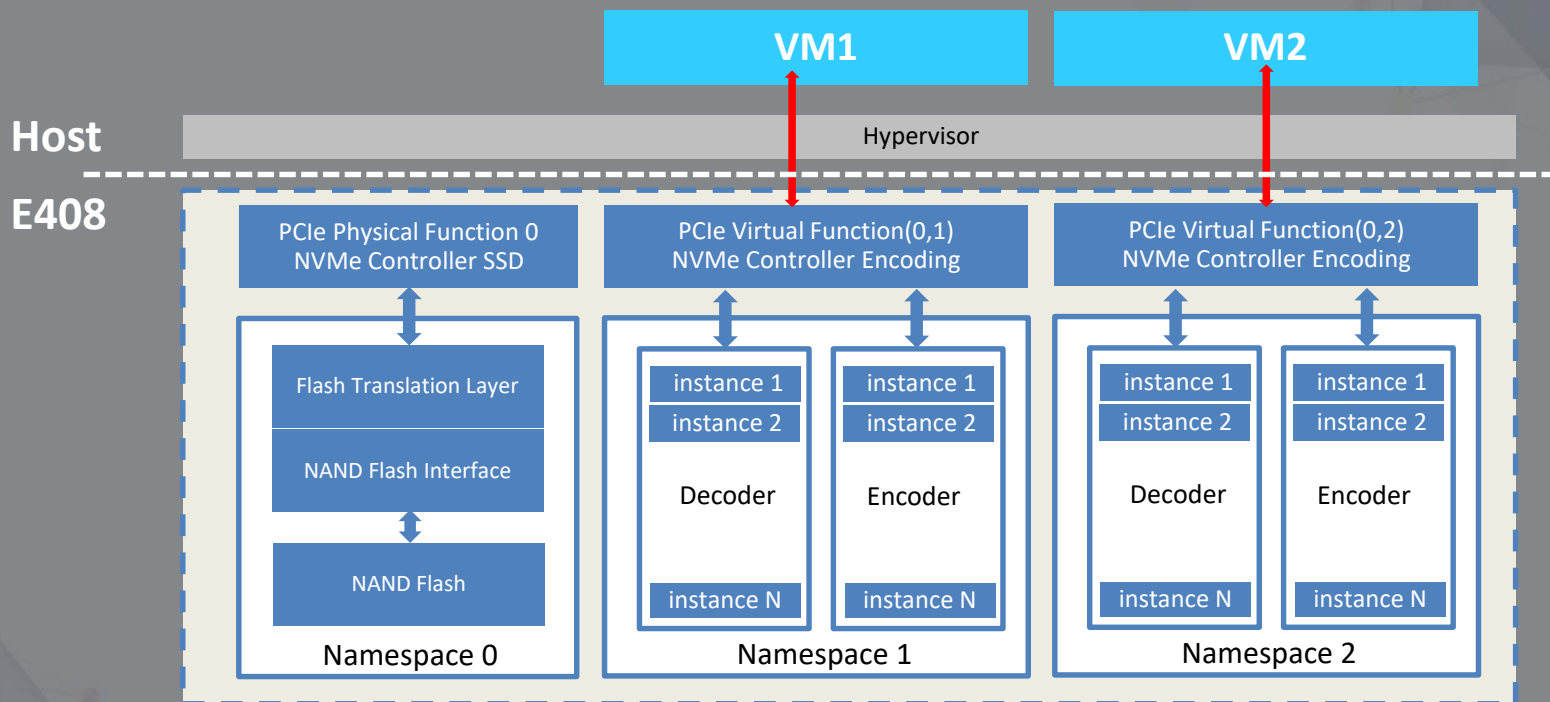 VM1
VM2
Host
Hypervisor
E408
PCIe Physical Function 0
NVMe Controller SSD
PCIe Virtual Function(0,1)
NVMe Controller Encoding
PCIe Virtual Function(0,2)
NVMe Controller Encoding
Flash Translation Layer
NAND Flash Interface
NAND Flash
Namespace 0
instance 1
instance 2
Decoder
instance N
instance 1
instance 2
Encoder
instance N
Namespace 1
instance 1
instance 2
Decoder
instance N
instance 1
instance 2
Encoder
instance N
Namespace 2